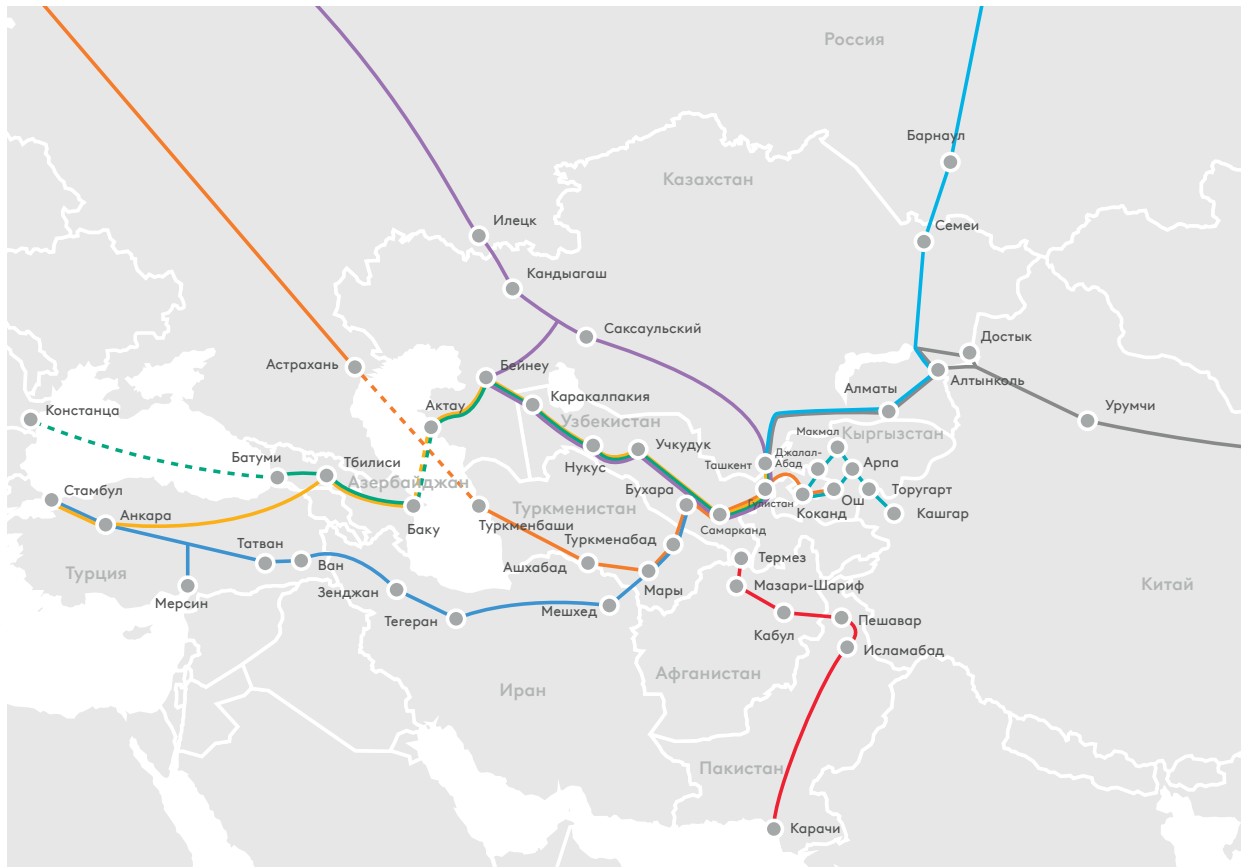 Россия
Барнаул
Казахстан
Илецк
Семеи
Кандыагаш
Саксаульский
Достык
Астрахань
Бейнеу
Алтынколь
Алматы
Каракалпакия
Актау
Урумчи
Констанца
Узбекистан
Макмал
Кыргызстан
Учкудук
Батуми
Тбилиси
Нукус
Ташкент
Джалал-
Абад
Арпа
Азербайджан
Стамбул
Бухара
Гулистан
Ош
Торугарт
Анкара
Баку
Туркменистан
Туркменбаши
Коканд
Кашгар
Самарканд
Туркменабад
Татван
Ван
Термез
Турция
Ашхабад
Мары
Мазари-Шариф
Китай
Зенджан
Мерсин
Мешхед
Тегеран
Кабул
Пешавар
Исламабад
Афганистан
Иран
Пакистан
Карачи